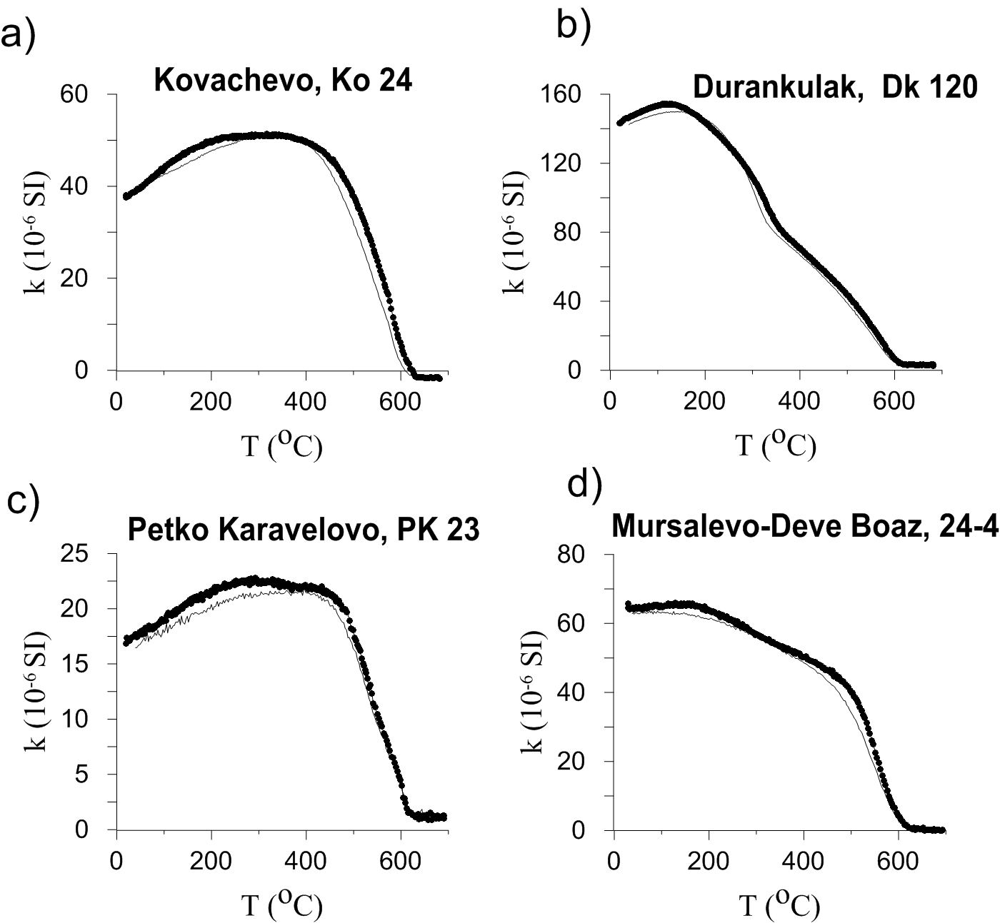 a)
Kovachevo, Ko 24
60
40
20
0
k (10-6 SI)
0 200 400 600
T (oC)
b)
Durankulak, Dk 120
160
120
80
40
0
k (10-6 SI)
0 200 400 600
T (oC)
c)
Petko Karavelovo, PK 23
25
20
15
10
5
0
k (10-6 SI)
0 200 400 600
T (oC)
d)
Mursalevo-Deve Boaz, 24-4
80
60
40
20
0
k (10-6 SI)
0 200 400 600
T (oC)